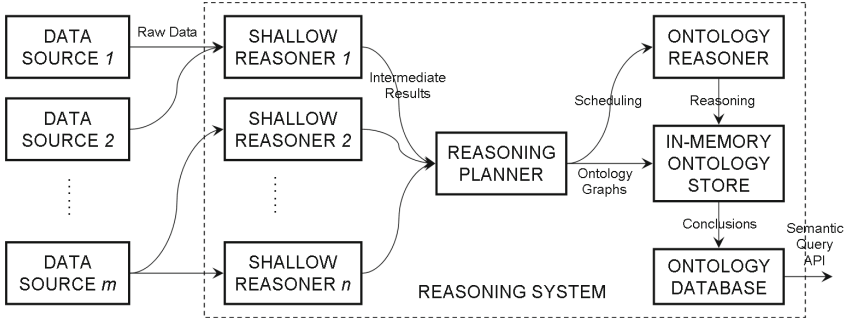 DATA
SOURCE 1
Raw Data
SHALLOW
REASONER 1
Intermediate
Results
DATA
SOURCE 2
SHALLOW
REASONER 2
DATA
SOURCE m
SHALLOW
REASONER n
REASONING
PLANNER
Scheduling
Ontology
Graphs
ONTOLOGY
REASONER
Reasoning
IN-MEMORY
ONTOLOGY
STORE
Conclusions
ONTOLOGY
DATABASE
Semantic
Query
API
REASONING SYSTEM